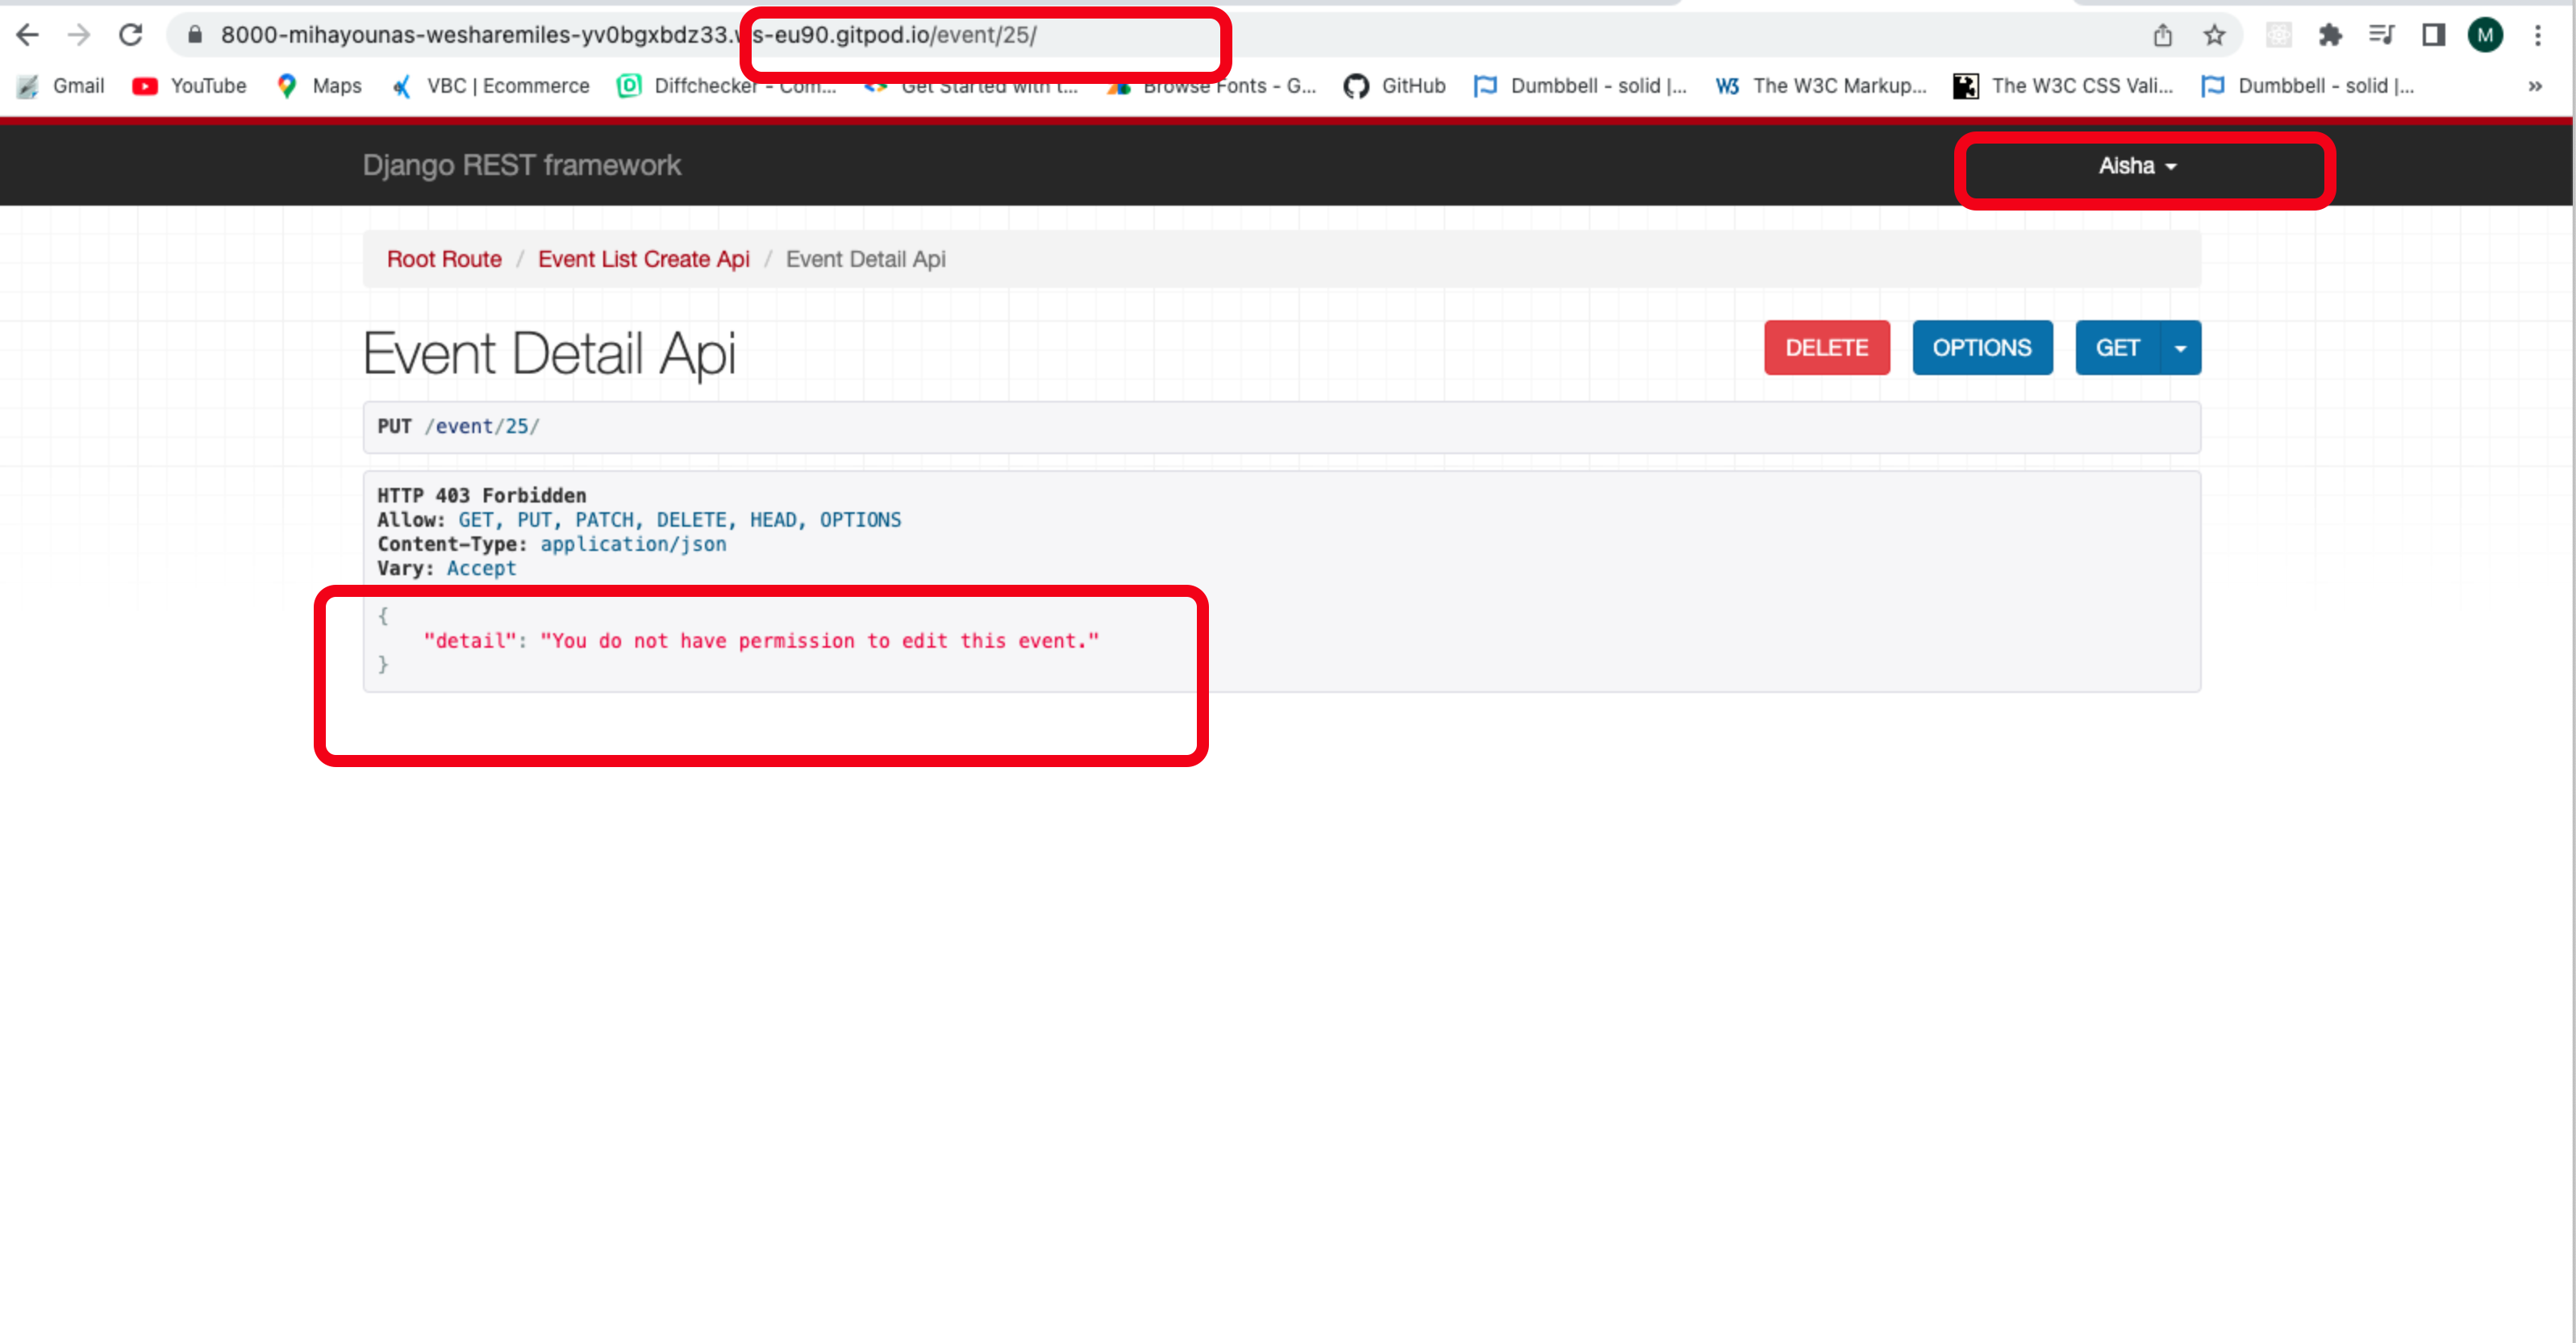 8000-mihayounas-wesharemiles-yv0bgxbdz33.ws-eu90.gitpod.io/event/25/
M
Gmail YouTube Maps VBC | Ecommerce Diffchecker - Com... Get Started with t... Browse Fonts - G... GitHub Dumbbell - solid |... The W3C Markup... The W3C CSS Vali... Dumbbell - solid |... »
Django REST framework Aisha
Root Route / Event List Create Api / Event Detail Api
Event Detail Api DELETE OPTIONS GET
PUT /event/25/
HTTP 403 Forbidden
Allow: GET, PUT, PATCH, DELETE, HEAD, OPTIONS
Content-Type: application/json
Vary: Accept
{
"detail": "You do not have permission to edit this event."
}